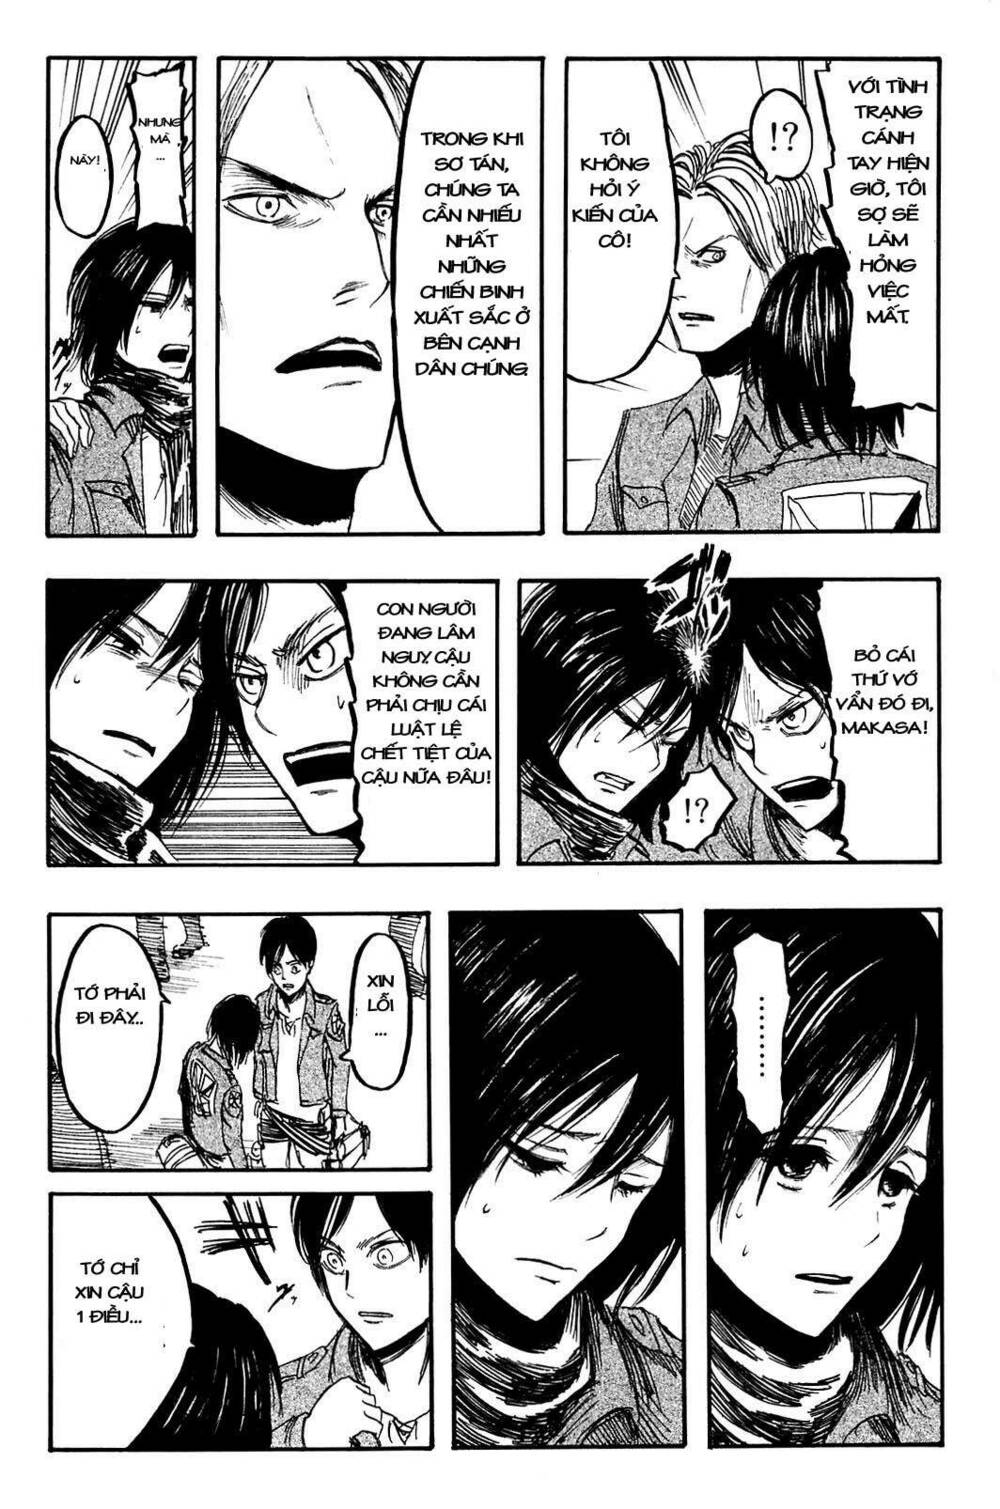 VỚI TÌNH
TRẠNG
CÁNH
TAY HIỆN
GIỜ, TÔI
SỢ SẼ
LÀM
HỎNG
VIỆC
MẤT.
!?
TÔI
KHÔNG
HỎI Ý
KIẾN CỦA
CÔ!
TRONG KHI
SƠ TÁN,
CHÚNG TA
CẦN NHIẾU
NHẤT
NHỮNG
CHIẾN BINH
XUẤT SẮC Ở
BÊN CẠNH
DÂN CHÚNG.
NHƯNG
MÀ
...
NÀY!
BỎ CÁI
THỨ VỚ
VẨN ĐÓ ĐI,
MAKASA!
!?
CON NGƯỜI
ĐANG LÂM
NGUY. CẬU
KHÔNG CẦN
PHẢI CHỊU CÁI
LUẬT LỆ
CHẾT TIỆT CỦA
CẬU NỮA ĐÂU!
.........
XIN
LỖI
...
TỚ PHẢI
ĐI ĐÂY...
TỚ CHỈ
XIN CẬU
1 ĐIỀU...